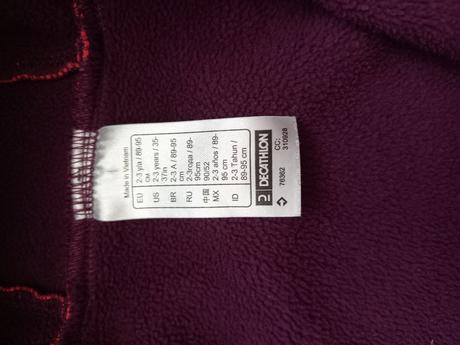 Made in Vietnam
EU 2-3 y/a / 89-95
cm
US 2-3 years / 35-
37in
BR 2-3 A / 89-95
cm
RU 2-3года / 89-
95cm
中国 90/52
MX 2-3 años / 89-
95 cm
ID 2-3 Tahun /
89-95 cm
DECATHLON
CC:
78362 310928